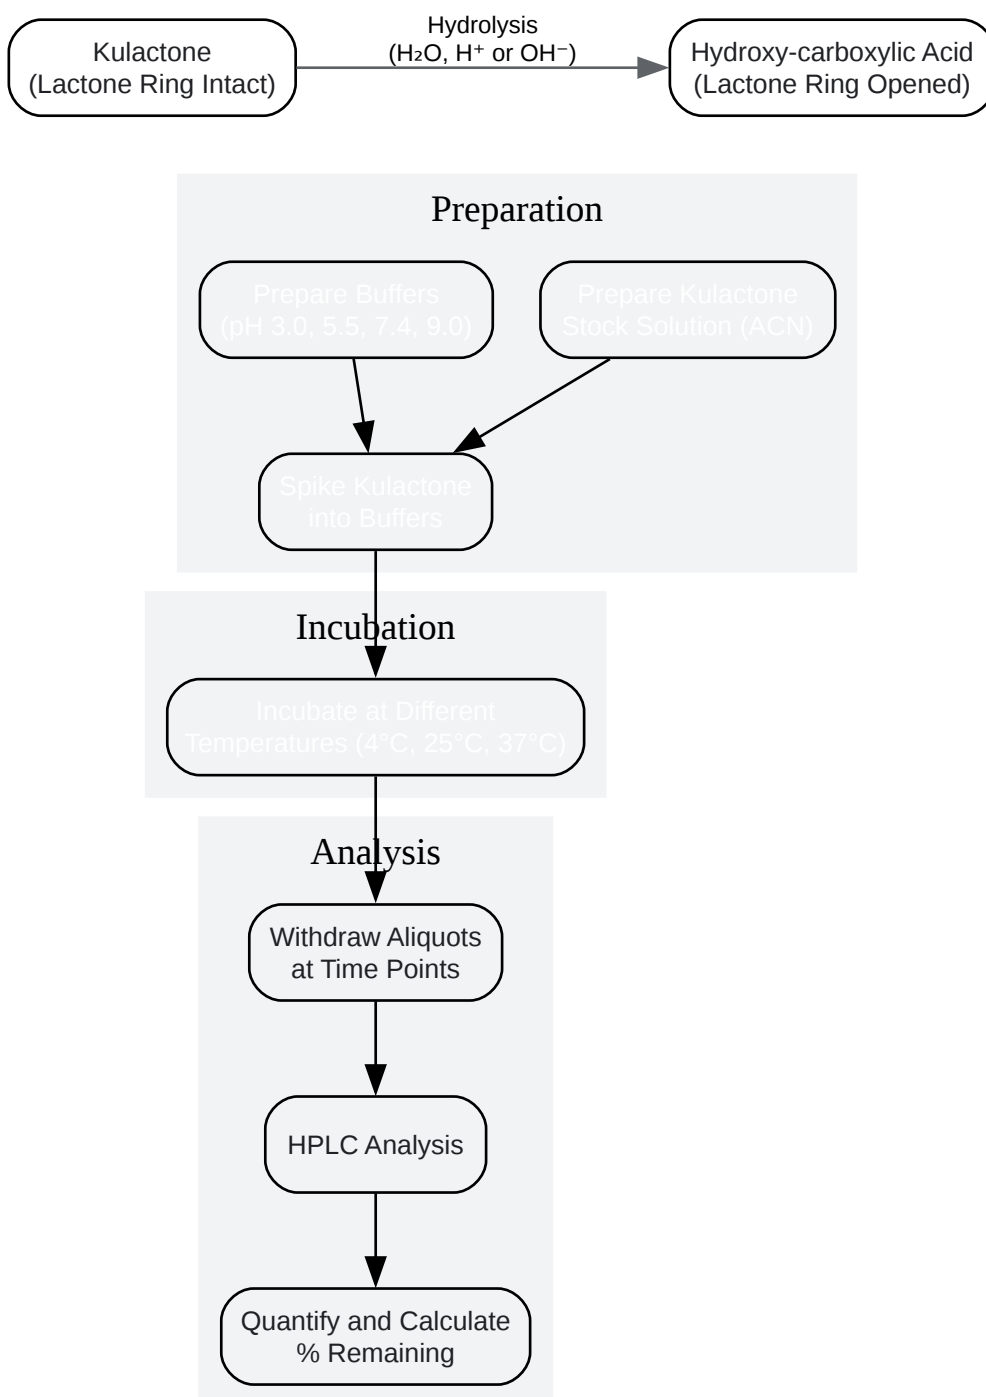 Kulactone
(Lactone Ring Intact)
Hydrolysis
(H₂O, H⁺ or OH⁻)
Hydroxy-carboxylic Acid
(Lactone Ring Opened)
Preparation
Prepare Buffers
(pH 3.0, 5.5, 7.4, 9.0)
Prepare Kulactone
Stock Solution (ACN)
Spike Kulactone
into Buffers
Incubation
Incubate at Different
Temperatures (4°C, 25°C, 37°C)
Analysis
Withdraw Aliquots
at Time Points
HPLC Analysis
Quantify and Calculate
% Remaining